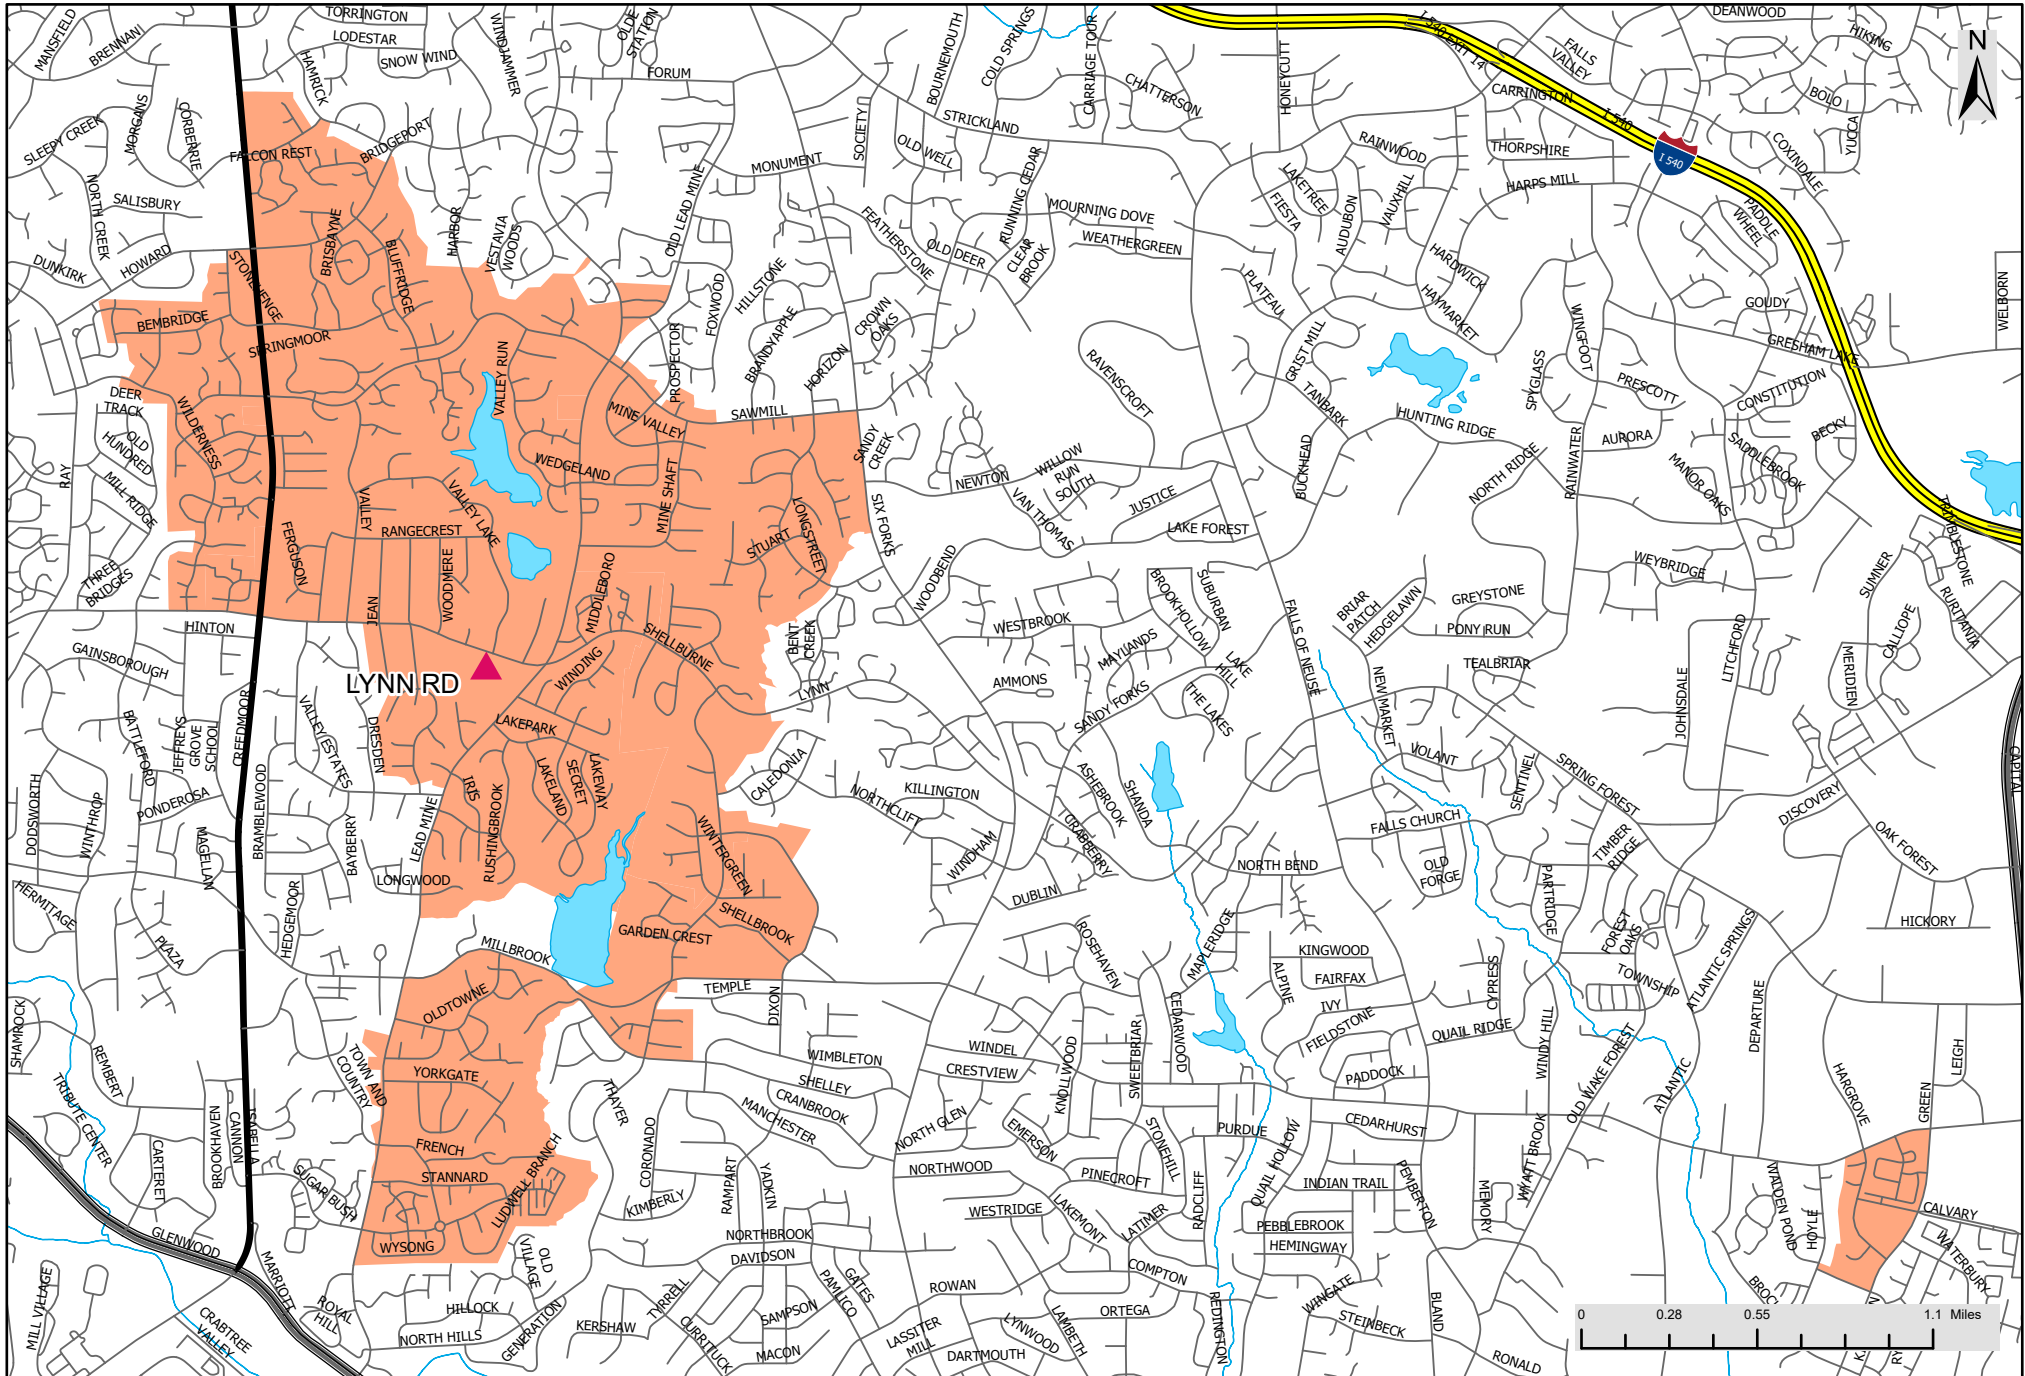 MANSFIELD
BRENNAN
TORRINGTON
LODESTAR
SNOW WIND
WINDJAMMER
OLDE
STATION
FORUM
HAMRICK
BOURNEMOUTH
COLD SPRINGS
CARRIAGE TOUR
CHATTERSON
HONEYCUTT
I 540 EXIT 14
FALLS
VALLEY
DEANWOOD
HIKING
N
CARRINGTON
I 540
I 540
BOLO
YUCCA
COXINDALE
SLEEPY CREEK
MORGANS
CORBERRIE
FALCON REST
BRIDGEPORT
SOCIETY
STRICKLAND
OLD WELL
MONUMENT
RAINWOOD
THORPSHIRE
HARPS MILL
LAKETREE
FIESTA
AUDUBON
VAUXHILL
PADDLE
WHEEL
NORTH CREEK
SALISBURY
HOWARD
DUNKIRK
STONEHENGE
BRISBAYNE
BLUFFRIDGE
HARBOR
VESTAVIA
WOODS
OLD LEAD MINE
FEATHERSTONE
OLD DEER
RUNNING CEDAR
CLEAR
BROOK
MOURNING DOVE
WEATHERGREEN
PLATEAU
HARDWICK
HAYMARKET
WINGFOOT
GOUDY
GRESHAM LAKE
WELBORN
BEMBRIDGE
SPRINGMOOR
VALLEY RUN
FOXWOOD
HILLSTONE
BRANDYAPPLE
HORIZON
CROWN
OAKS
PROSPECTOR
RAVENSCROFT
GRIST MILL
TANBARK
HUNTING RIDGE
SPYGLASS
PRESCOTT
AURORA
CONSTITUTION
BECKY
DEER
TRACK
OLD
HUNDRED
WILDERNESS
MINE VALLEY
SAWMILL
SANDY
CREEK
WEDGELAND
MINE SHAFT
BUCKHEAD
NORTH RIDGE
RAINWATER
MANOR OAKS
SADDLEBROOK
RAY
MILL RIDGE
VALLEY
VALLEY LAKE
RANGECREST
FERGUSON
LONGSTREET
STUART
SIX FORKS
NEWTON
WILLOW
RUN
SOUTH
VAN THOMAS
JUSTICE
LAKE FOREST
WOODBEND
THREE
BRIDGES
JEAN
WOODMERE
MIDDLEBORO
BROOKHOLLOW
SUBURBAN
WEYBRIDGE
GREYSTONE
BRIAR
PATCH
HEDGELAWN
PONY RUN
SUMNER
TRIMBLESTONE
RURITANIA
HINTON
GAINSBOROUGH
LYNN RD
WINDING
SHELLBURNE
BENT
CREEK
LYNN
WESTBROOK
MAYLANDS
LAKE
HILL
AMMONS
SANDY FORKS
THE LAKES
FALLS OF NEUSE
NEW MARKET
TEALBRIAR
LITCHFORD
JOHNSDALE
MERIDIEN
CALLIOPE
CAPITAL
BATTLEFORD
JEFFREYS
GROVE
SCHOOL
CREEDMOOR
VALLEY ESTATES
DRESDEN
LAKEPARK
IRIS
LAKELAND
SECRET
LAKEWAY
CALEDONIA
VOLANT
SENTINEL
SPRING FOREST
DISCOVERY
OAK FOREST
DODSWORTH
WINTHROP
PONDEROSA
MAGELLAN
BRAMBLEWOOD
BAYBERRY
LEAD MINE
RUSHINGBROOK
WINTERGREEN
NORTHCLIFT
KILLINGTON
WINDHAM
CRABBERRY
ASHEBROOK
SHANDA
FALLS CHURCH
OLD
FORGE
TIMBER
RIDGE
NORTH BEND
HERMITAGE
HEDGEMOOR
LONGWOOD
PLAZA
SHELLBROOK
GARDEN CREST
MILLBROOK
DUBLIN
ROSEHAVEN
MAPLERIDGE
PARTRIDGE
FOREST
OAKS
TOWNSHIP
ATLANTIC SPRINGS
HICKORY
KINGWOOD
FAIRFAX
ALPINE
IVY
FIELDSTONE
CYPRESS
QUAIL RIDGE
OLDTOWNE
TEMPLE
DIXON
CEDARWOOD
SHAMROCK
REMBERT
TOWN AND
COUNTRY
YORKGATE
THAYER
WIMBLETON
SHELLEY
CRANBROOK
MANCHESTER
WINDEL
CRESTVIEW
KNOLLWOOD
SWEETBRIAR
PADDOCK
WINDY HILL
OLD WAKE FOREST
ATLANTIC
DEPARTURE
HARGROVE
GREEN
LEIGH
TRIBUTE CENTER
CARTERET
BROOKHAVEN
CANNON
ISABELLA
FRENCH
STANNARD
SUGAR BUSH
LUDWELL BRANCH
WYSONG
CORONADO
KIMBERLY
RAMPART
YADKIN
NORTH GLEN
EMERSON
NORTHWOOD
PINECROFT
STONEHILL
PURDUE
CEDARHURST
QUAIL HOLLOW
INDIAN TRAIL
PEMBERTON
MEMORY
WYATT BROOK
WALDEN POND
HOYLE
CALVARY
WATERBURY
GLENWOOD
MARRIOTT
OLD
VILLAGE
NORTHBROOK
DAVIDSON
WESTRIDGE
LAKEMONT
LATIMER
RADCLIFF
PEBBLEBROOK
HEMINGWAY
MILL VILLAGE
CRABTREE
VALLEY
ROYAL
HILL
HILLOCK
NORTH HILLS
GENERATION
KERSHAW
TYRRELL
CURRITUCK
SAMPSON
MACON
PAMLICO
GATES
ROWAN
LASSITER
MILL
DARTMOUTH
LYNWOOD
LAMBETH
ORTEGA
COMPTON
REDINGTON
WINGATE
STEINBECK
BLAND
RONALD
0 0.28 0.55 1.1 Miles